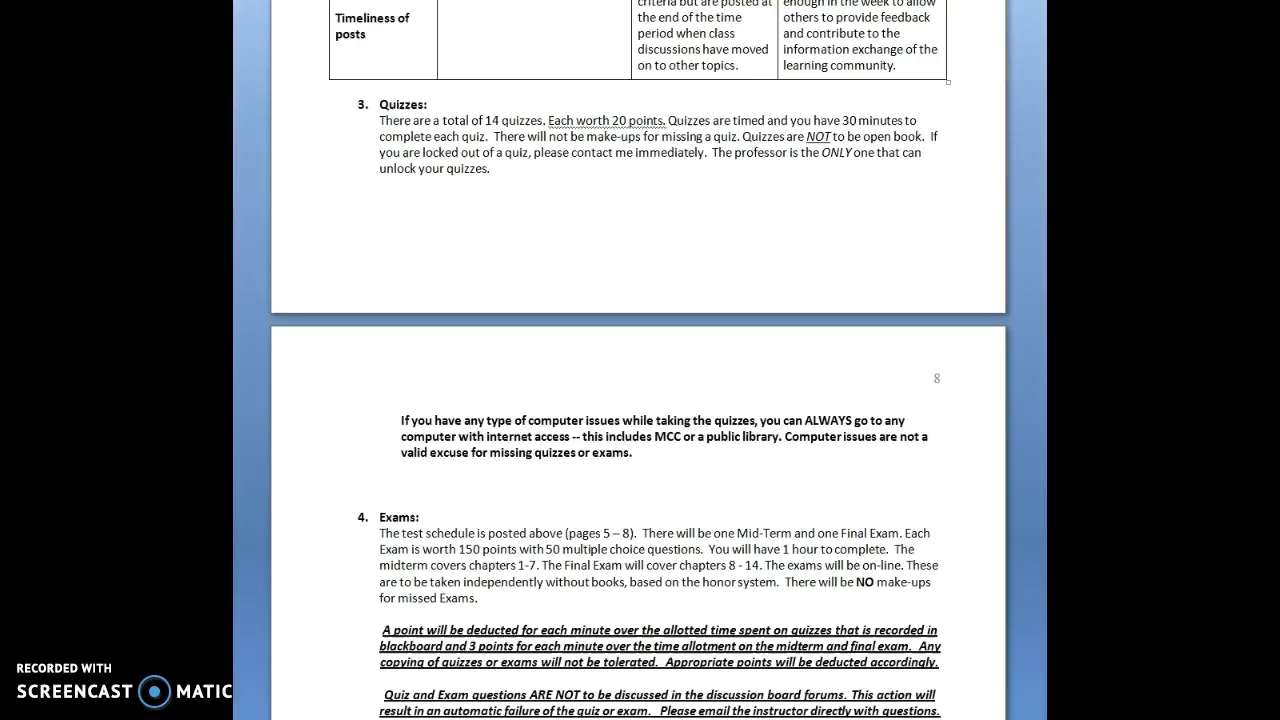 criteria but are posted at
the end of the time
period when class
discussions have moved
on to other topics.
enough in the week to allow
others to provide feedback
and contribute to the
information exchange of the
learning community.
Timeliness of
posts
3. Quizzes:
There are a total of 14 quizzes. Each worth 20 points. Quizzes are timed and you have 30 minutes to
complete each quiz. There will not be make-ups for missing a quiz. Quizzes are NOT to be open book. If
you are locked out of a quiz, please contact me immediately. The professor is the ONLY one that can
unlock your quizzes.
8
If you have any type of computer issues while taking the quizzes, you can ALWAYS go to any
computer with internet access -- this includes MCC or a public library. Computer issues are not a
valid excuse for missing quizzes or exams.
4. Exams:
The test schedule is posted above (pages 5 – 8). There will be one Mid-Term and one Final Exam. Each
Exam is worth 150 points with 50 multiple choice questions. You will have 1 hour to complete. The
midterm covers chapters 1-7. The Final Exam will cover chapters 8 - 14. The exams will be on-line. These
are to be taken independently without books, based on the honor system. There will be NO make-ups
for missed Exams.
A point will be deducted for each minute over the allotted time spent on quizzes that is recorded in
blackboard and 3 points for each minute over the time allotment on the midterm and final exam. Any
copying of quizzes or exams will not be tolerated. Appropriate points will be deducted accordingly.
Quiz and Exam questions ARE NOT to be discussed in the discussion board forums. This action will
result in an automatic failure of the quiz or exam. Please email the instructor directly with questions.
RECORDED WITH
SCREENCAST MATIC